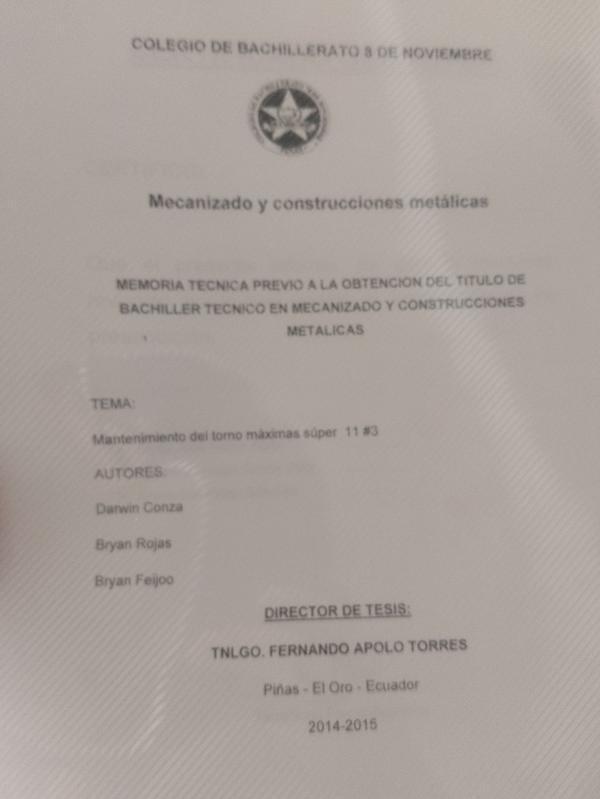 COLEGIO DE BACHILLERATO 8 DE NOVIEMBRE
Mecanizado y construcciones metálicas
MEMORIA TECNICA PREVIO A LA OBTENCION DEL TITULO DE
BACHILLER TECNICO EN MECANIZADO Y CONSTRUCCIONES
METALICAS
TEMA:
Mantenimiento del torno máximas súper 11 #3
AUTORES:
Darwin Conza
Bryan Rojas
Bryan Feijoo
DIRECTOR DE TESIS:
TNLGO. FERNANDO APOLO TORRES
Piñas - El Oro - Ecuador
2014-2015